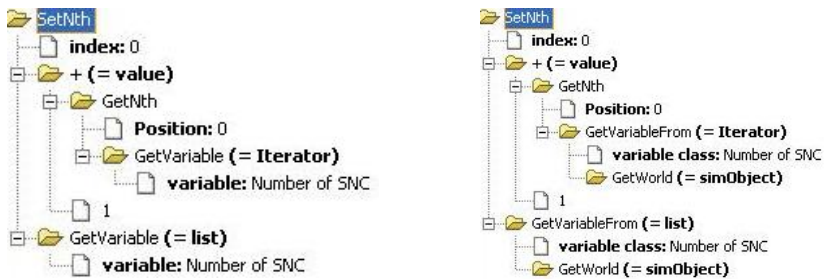 SetNth
index: 0
+ (= value)
GetNth
Position: 0
GetVariable (= Iterator)
variable: Number of SNC
1
GetVariable (= list)
variable: Number of SNC
SetNth
index: 0
+ (= value)
GetNth
Position: 0
GetVariableFrom (= Iterator)
variable class: Number of SNC
GetWorld (= simObject)
1
GetVariableFrom (= list)
variable class: Number of SNC
GetWorld (= simObject)